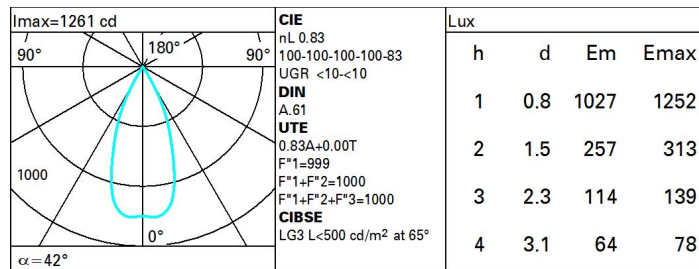 Imax=1261 cd
90°
180°
90°
1000
0°
α=42°
CIE
nL 0.83
100-100-100-100-83
UGR <10-<10
DIN
A.61
UTE
0.83A+0.00T
F"1=999
F"1+F"2=1000
F"1+F"2+F"3=1000
CIBSE
LG3 L<500 cd/m² at 65°
Lux
h d Em Emax
1 0.8 1027 1252
2 1.5 257 313
3 2.3 114 139
4 3.1 64 78